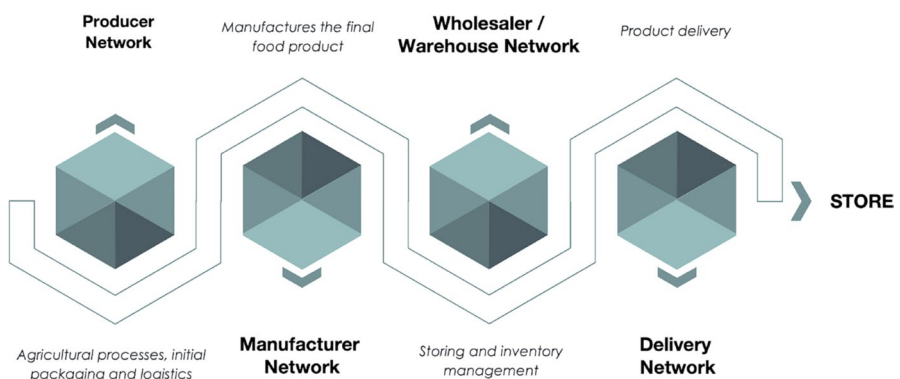 Producer
Network
Manufactures the final
food product
Wholesaler /
Warehouse Network
Product delivery
STORE
Agricultural processes, initial
packaging and logistics
Manufacturer
Network
Storing and inventory
management
Delivery
Network